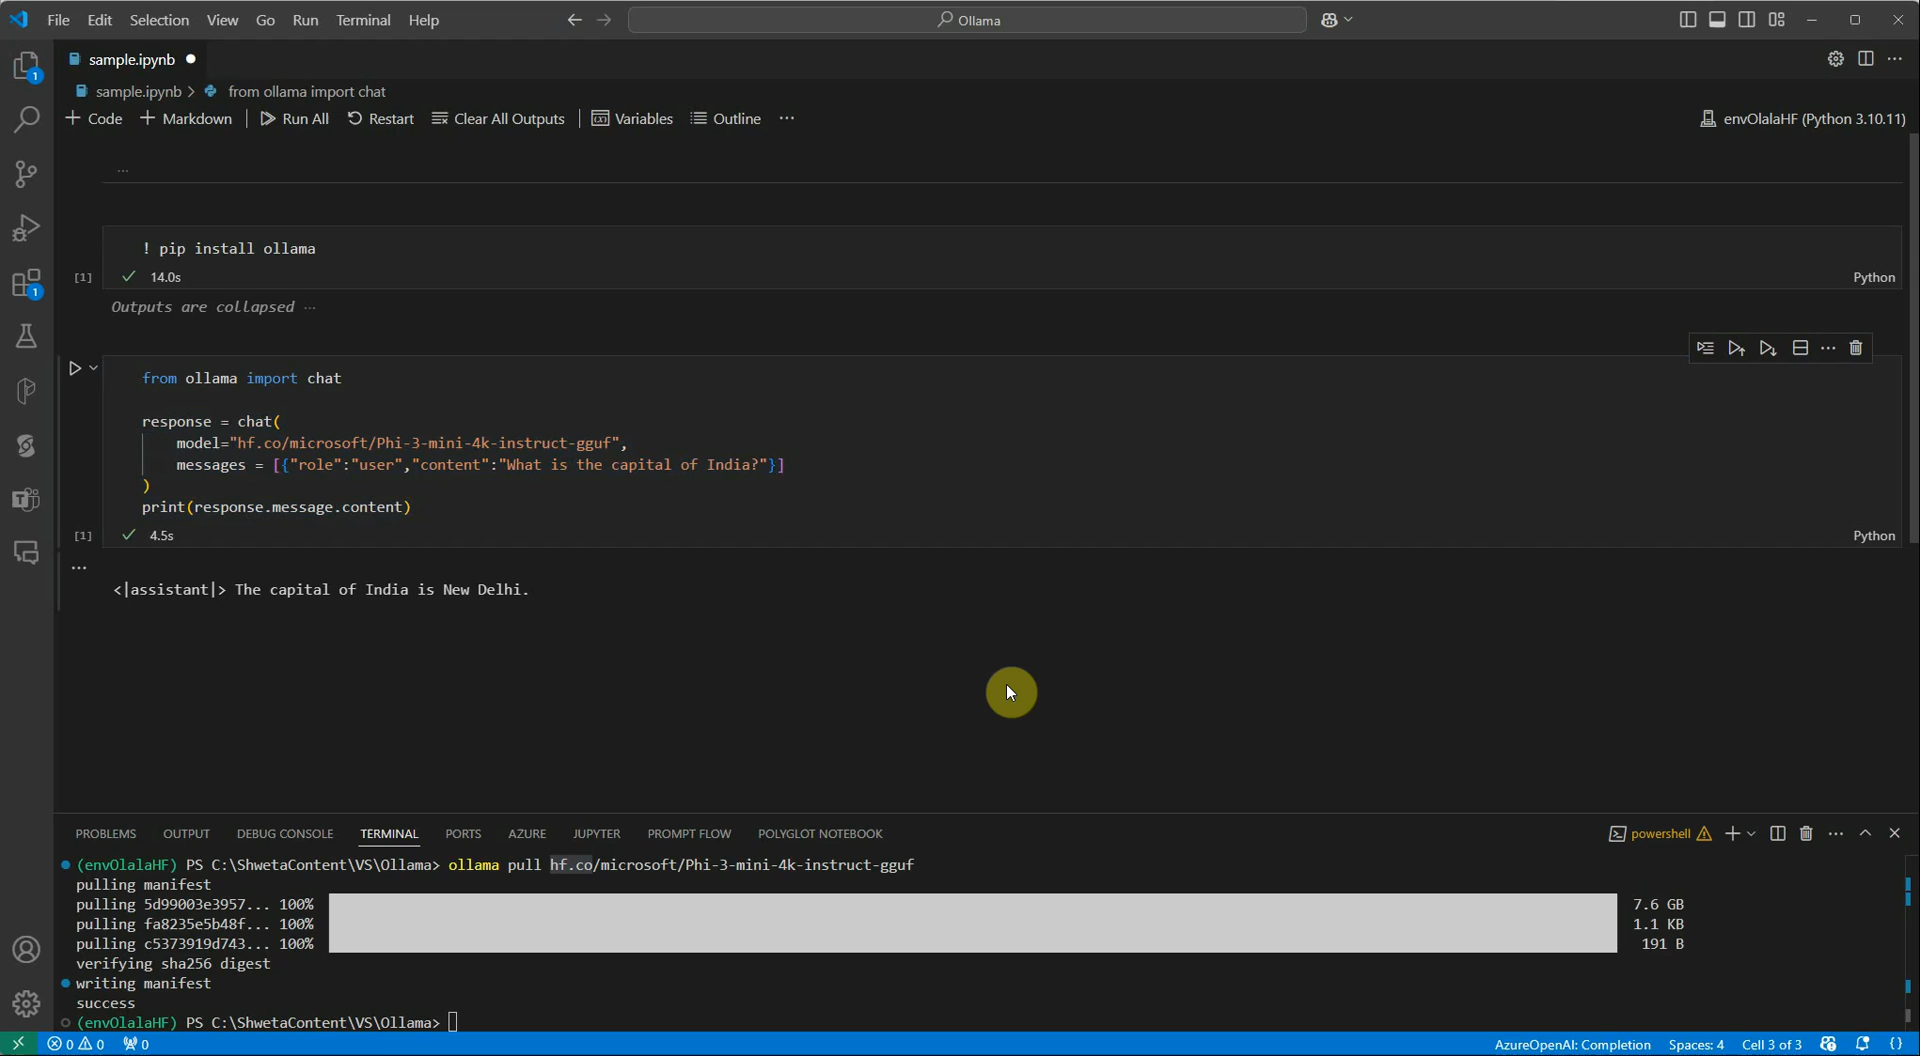 File Edit Selection View Go Run Terminal Help Ollama
sample.ipynb
sample.ipynb > from ollama import chat
Code Markdown Run All Restart Clear All Outputs Variables Outline ... envOlalaHF (Python 3.10.11)
...
! pip install ollama
[1] 14.0s Python
Outputs are collapsed ...
from ollama import chat
response = chat(
model="hf.co/microsoft/Phi-3-mini-4k-instruct-gguf",
messages = [{"role":"user","content":"What is the capital of India?"}]
)
print(response.message.content)
[1] 4.5s Python
...
<|assistant|> The capital of India is New Delhi.
PROBLEMS OUTPUT DEBUG CONSOLE TERMINAL PORTS AZURE JUPYTER PROMPT FLOW POLYGLOT NOTEBOOK powershell
(envOlalaHF) PS C:\ShwetaContent\VS\Ollama> ollama pull hf.co/microsoft/Phi-3-mini-4k-instruct-gguf
pulling manifest
pulling 5d99003e3957... 100% 7.6 GB
pulling fa8235e5b48f... 100% 1.1 KB
pulling c5373919d743... 100% 191 B
verifying sha256 digest
writing manifest
success
(envOlalaHF) PS C:\ShwetaContent\VS\Ollama>
0 0 0 AzureOpenAI: Completion Spaces: 4 Cell 3 of 3 {}